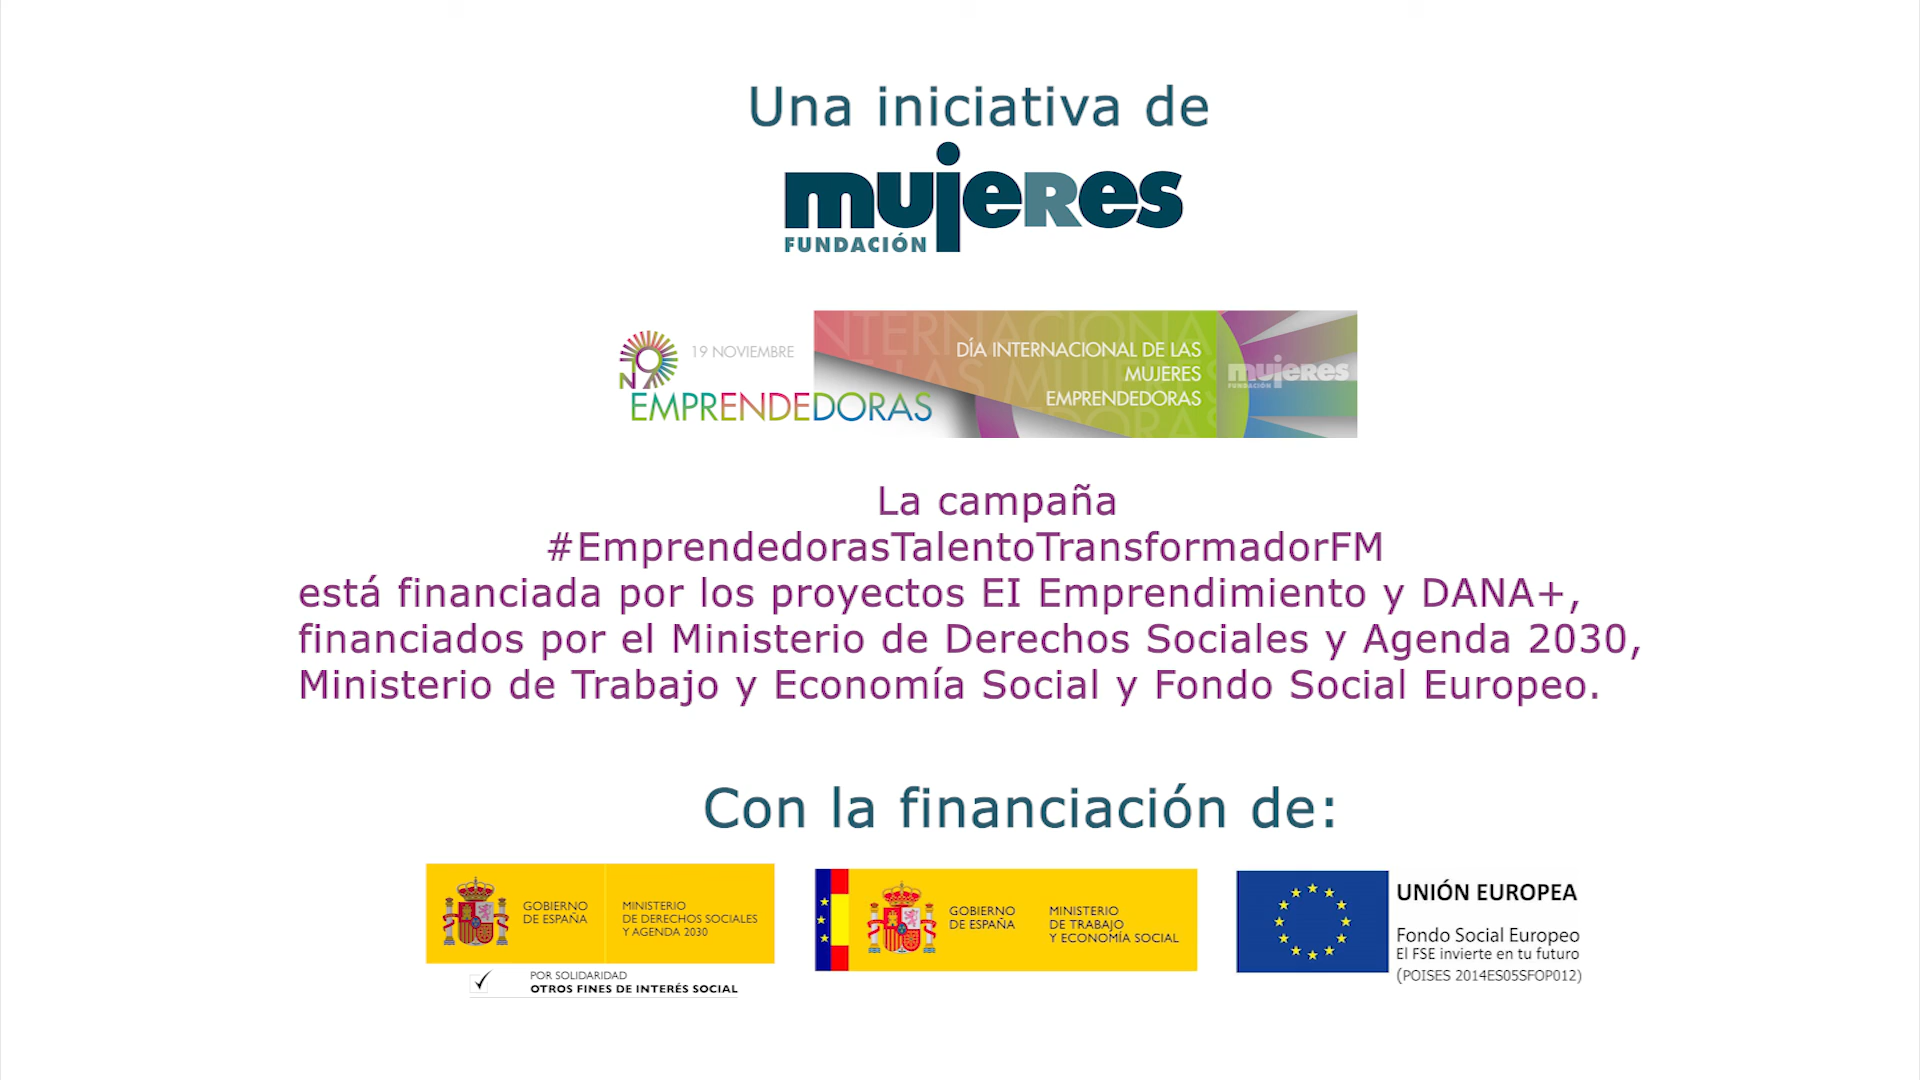 Una iniciativa de
mujeRes
FUNDACIÓN
19 NOVIEMBRE
N19
EMPRENDEDORAS
DÍA INTERNACIONAL DE LAS
MUJERES
EMPRENDEDORAS
mujeRes
FUNDACIÓN
La campaña
#EmprendedorasTalentoTransformadorFM
está financiada por los proyectos EI Emprendimiento y DANA+,
financiados por el Ministerio de Derechos Sociales y Agenda 2030,
Ministerio de Trabajo y Economía Social y Fondo Social Europeo.
Con la financiación de:
GOBIERNO
DE ESPAÑA
MINISTERIO
DE DERECHOS SOCIALES
Y AGENDA 2030
POR SOLIDARIDAD
OTROS FINES DE INTERÉS SOCIAL
GOBIERNO
DE ESPAÑA
MINISTERIO
DE TRABAJO
Y ECONOMÍA SOCIAL
UNIÓN EUROPEA
Fondo Social Europeo
El FSE invierte en tu futuro
(POISES 2014ES05SFOP012)